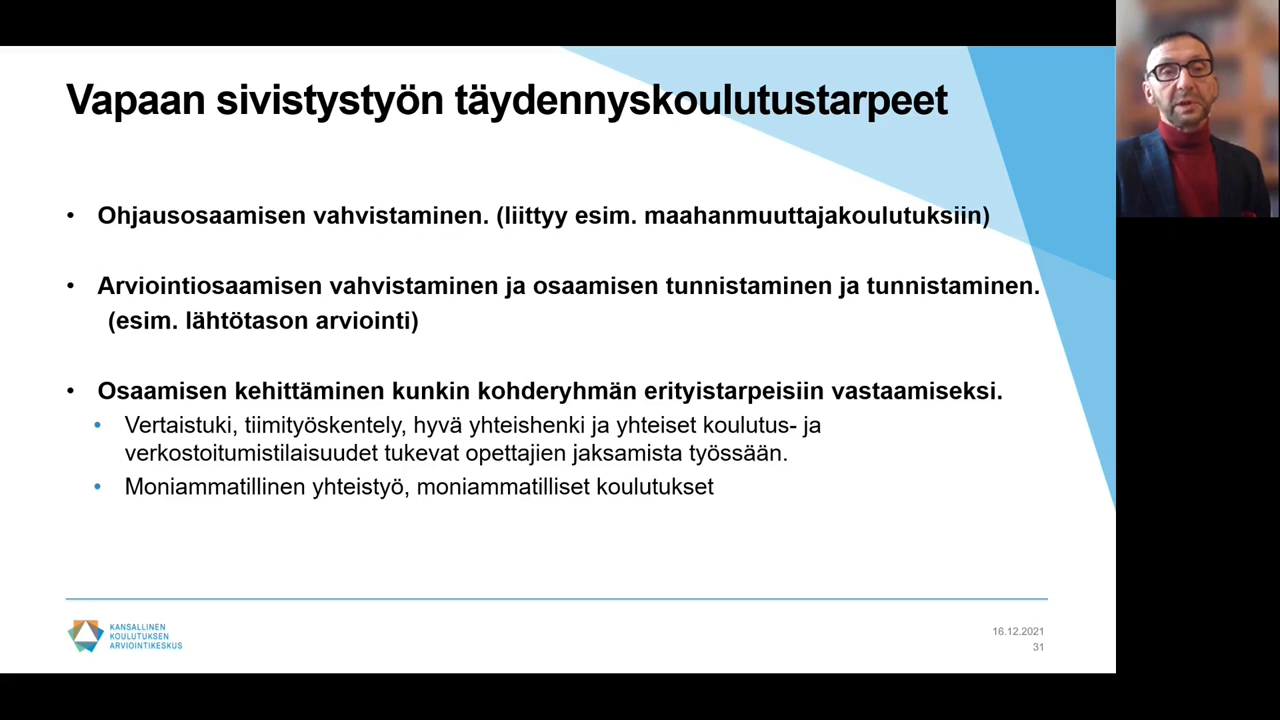 Vapaan sivistystyön täydennyskoulutustarpeet
• Ohjausosaamisen vahvistaminen. (liittyy esim. maahanmuuttajakoulutuksiin)
• Arviointiosaamisen vahvistaminen ja osaamisen tunnistaminen ja tunnistaminen.
(esim. lähtötason arviointi)
• Osaamisen kehittäminen kunkin kohderyhmän erityistarpeisiin vastaamiseksi.
• Vertaistuki, tiimityöskentely, hyvä yhteishenki ja yhteiset koulutus- ja
verkostoitumistilaisuudet tukevat opettajien jaksamista työssään.
• Moniammatillinen yhteistyö, moniammatilliset koulutukset
KANSALLINEN
KOULUTUKSEN
ARVIOINTIKESKUS
16.12.2021
31